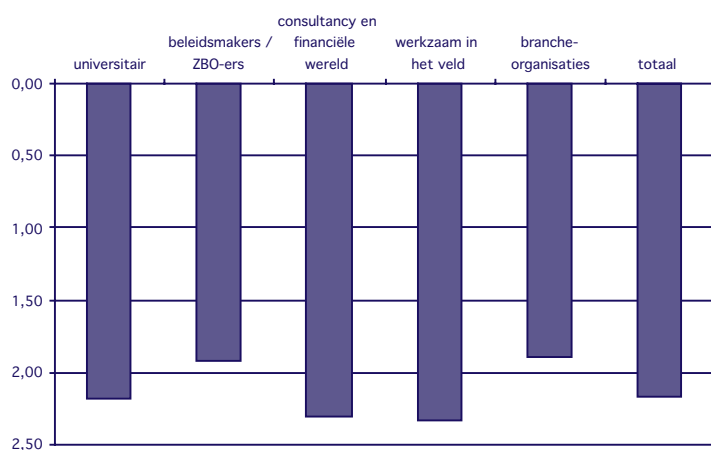 universitair
beleidsmakers /
ZBO-ers
consultancy en
financiële
wereld
werkzaam in
het veld
branche-
organisaties
totaal
0,00
0,50
1,00
1,50
2,00
2,50